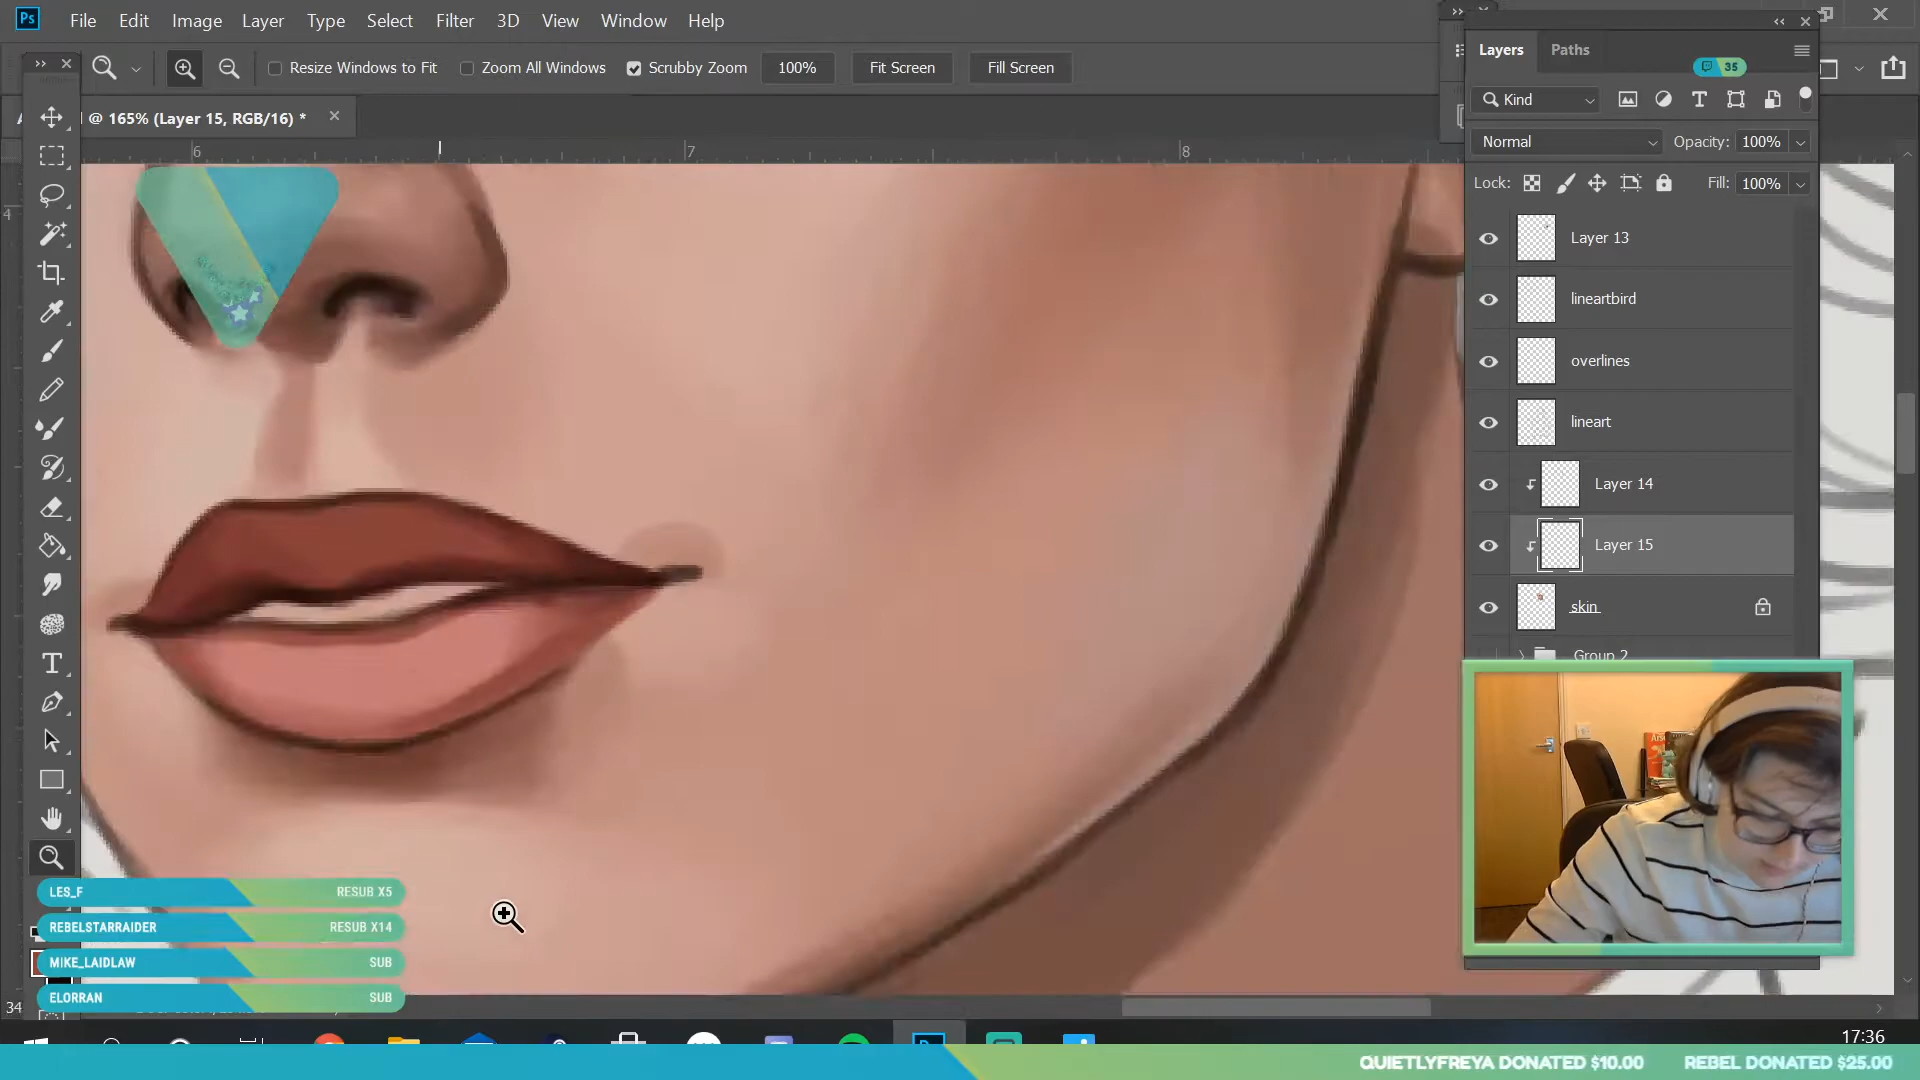 Ps File Edit Image Layer Type Select Filter 3D View Window Help
Resize Windows to Fit Zoom All Windows Scrubby Zoom 100% Fit Screen Fill Screen
@ 165% (Layer 15, RGB/16) *
6 7 8
4
Layers Paths
35
Kind
Normal Opacity: 100%
Lock: Fill: 100%
Layer 13
lineartbird
overlines
lineart
Layer 14
Layer 15
skin
Group 2
LES_F RESUB X5
REBELSTARRAIDER RESUB X14
MIKE_LAIDLAW SUB
ELORRAN SUB
34
17:36
QUIETLYFREYA DONATED $10.00 REBEL DONATED $25.00